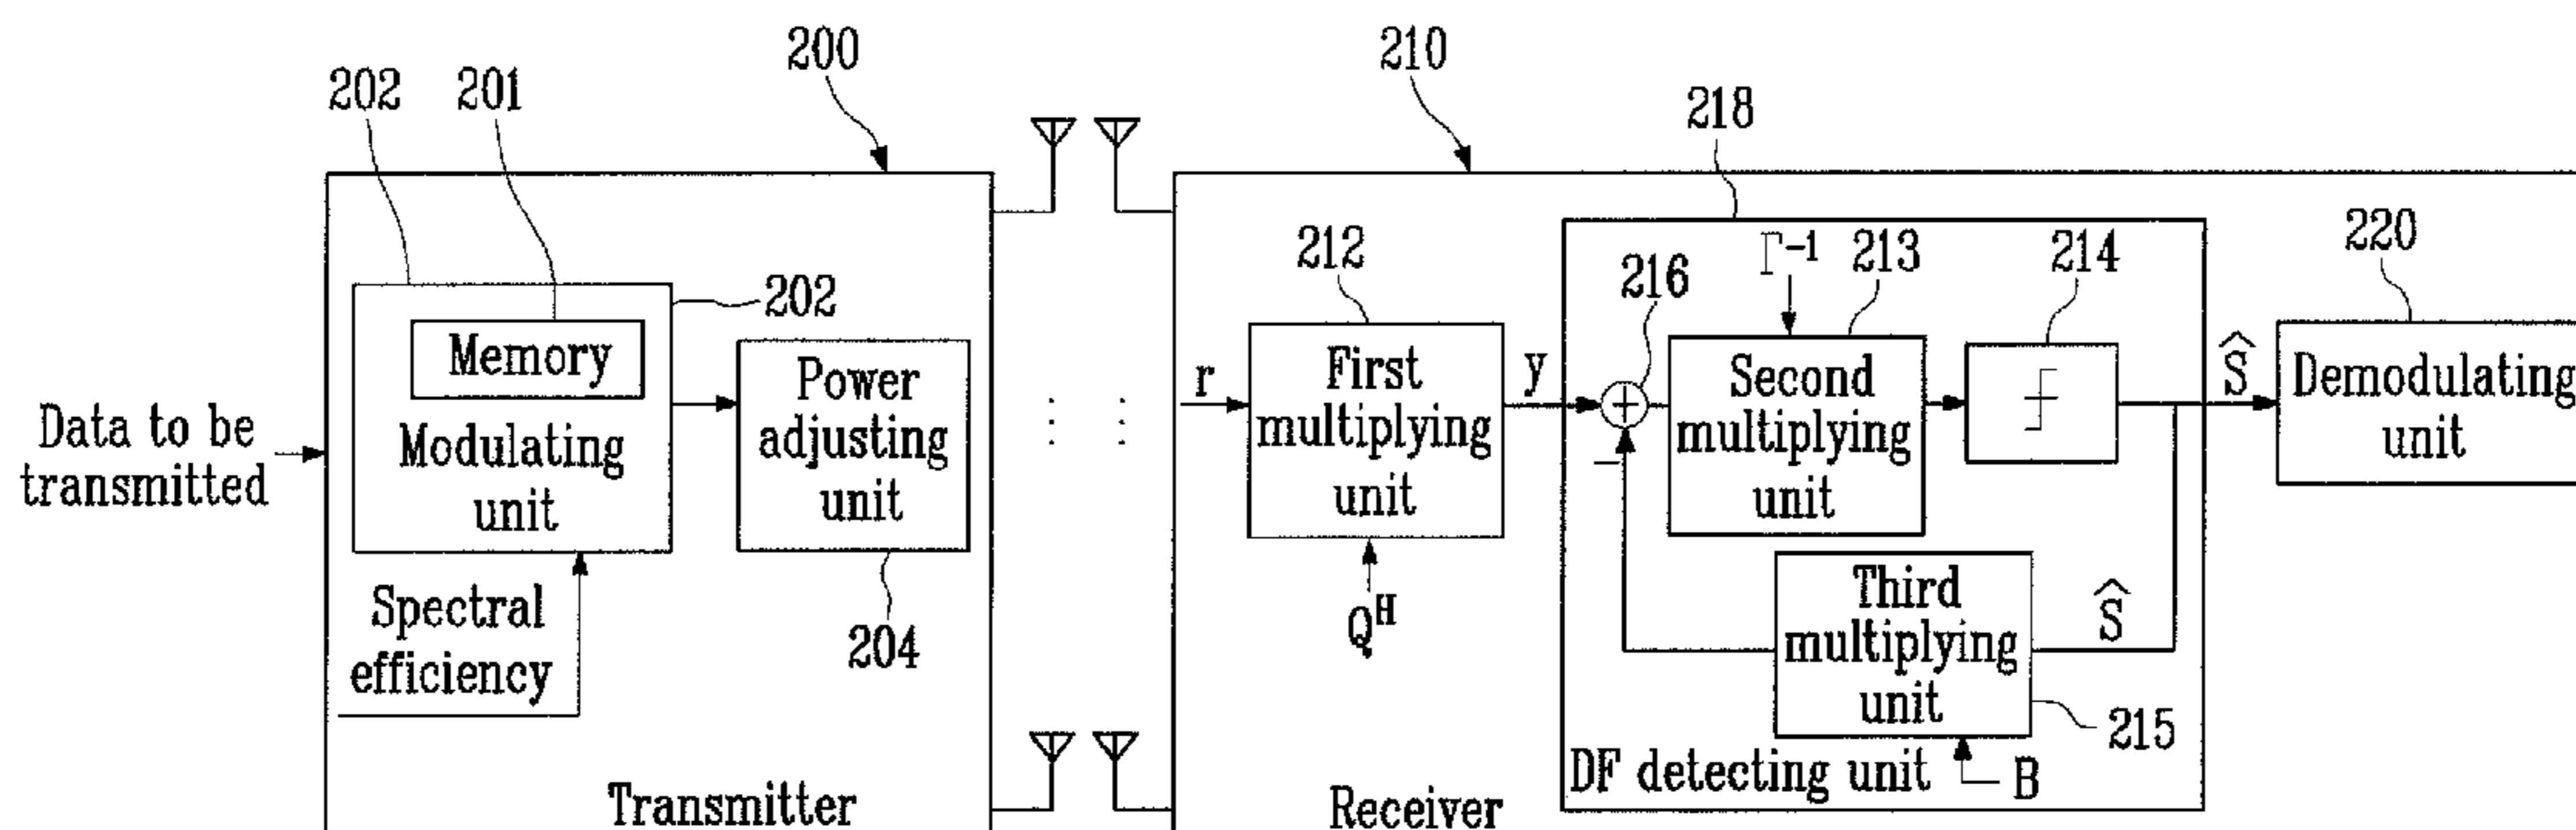 200
210
202
201
218
212
216
Γ⁻¹
213
214
220
202
Memory
Modulating
unit
Power
adjusting
unit
204
Data to be
transmitted
Spectral
efficiency
Transmitter
r
First
multiplying
unit
Qᴴ
y
+
−
Second
multiplying
unit
Ŝ
Demodulating
unit
Third
multiplying
unit
Ŝ
215
B
DF detecting unit
Receiver